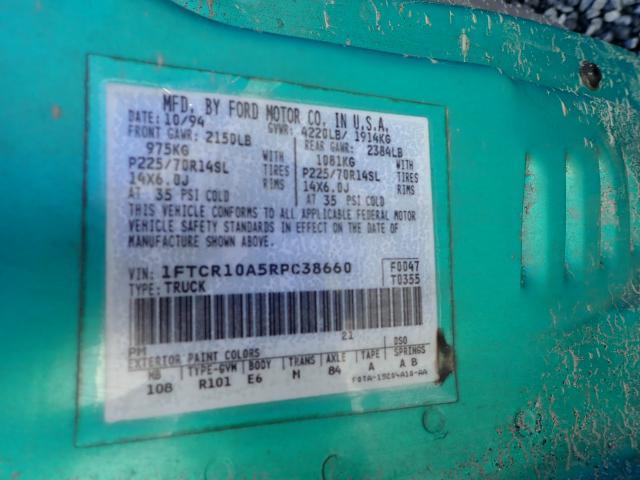 MFD. BY FORD MOTOR CO. IN U.S.A.
DATE: 10/94 GVWR: 4220LB/ 1914KG
FRONT GAWR: 2150LB REAR GAWR: 2384LB
975KG WITH 1081KG WITH
P225/70R14SL TIRES P225/70R14SL TIRES
14X6.0J RIMS 14X6.0J RIMS
AT 35 PSI COLD AT 35 PSI COLD
THIS VEHICLE CONFORMS TO ALL APPLICABLE FEDERAL MOTOR
VEHICLE SAFETY STANDARDS IN EFFECT ON THE DATE OF
MANUFACTURE SHOWN ABOVE.
VIN: 1FTCR10A5RPC38660 F0047
TYPE: TRUCK T0355
21
EXTERIOR PAINT COLORS DSO
PM
MB TYPE-GVW BODY TRANS AXLE TAPE SPRINGS
108 R101 E6 M 84 A A B